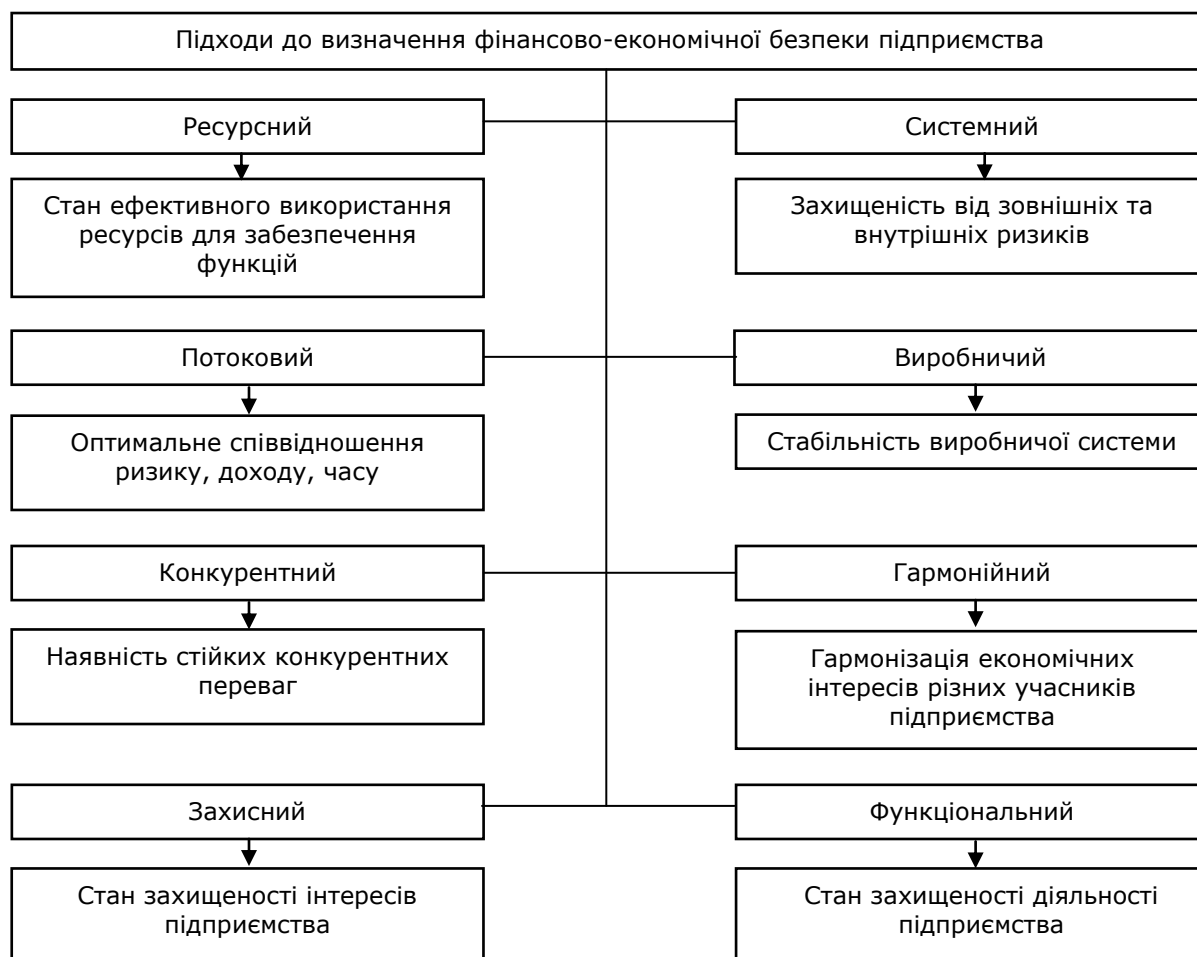 Підходи до визначення фінансово-економічної безпеки підприємства
Ресурсний
Системний
Стан ефективного використання
ресурсів для забезпечення
функцій
Захищеність від зовнішніх та
внутрішніх ризиків
Потоковий
Виробничий
Оптимальне співвідношення
ризику, доходу, часу
Стабільність виробничої системи
Конкурентний
Гармонійний
Наявність стійких конкурентних
переваг
Гармонізація економічних
інтересів різних учасників
підприємства
Захисний
Функціональний
Стан захищеності інтересів
підприємства
Стан захищеності діяльності
підприємства